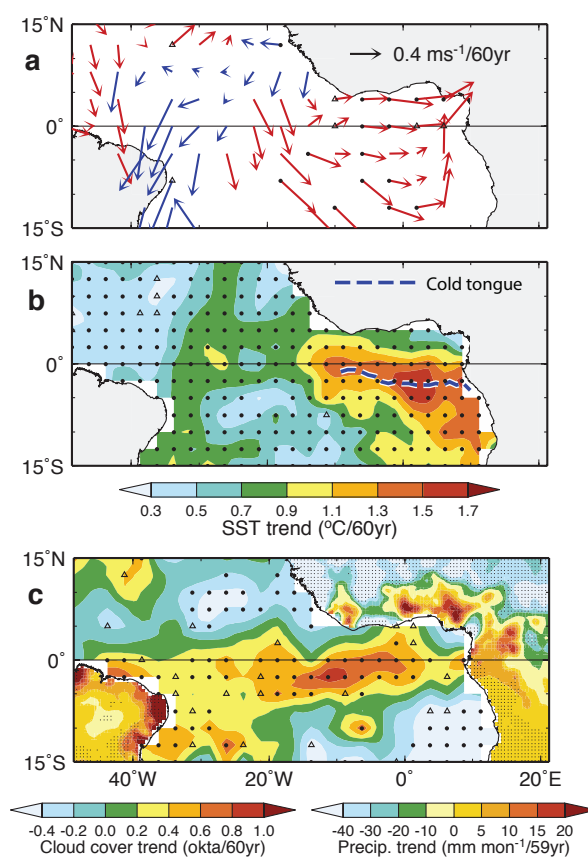 15°N
a
0.4 ms⁻¹/60yr
0°
15°S
15°N
b
Cold tongue
0°
15°S
0.3 0.5 0.7 0.9 1.1 1.3 1.5 1.7
SST trend (°C/60yr)
15°N
c
0°
15°S
40°W 20°W 0° 20°E
-0.4 -0.2 0.0 0.2 0.4 0.6 0.8 1.0 -40 -30 -20 -10 0 5 10 15 20
Cloud cover trend (okta/60yr) Precip. trend (mm mon⁻¹/59yr)